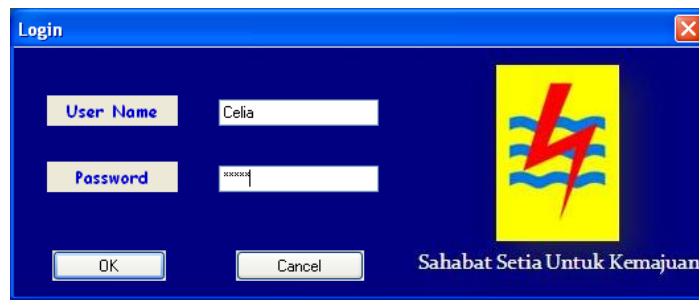 Login
User Name
Celia
Password
*****
OK
Cancel
Sahabat Setia Untuk Kemajuan